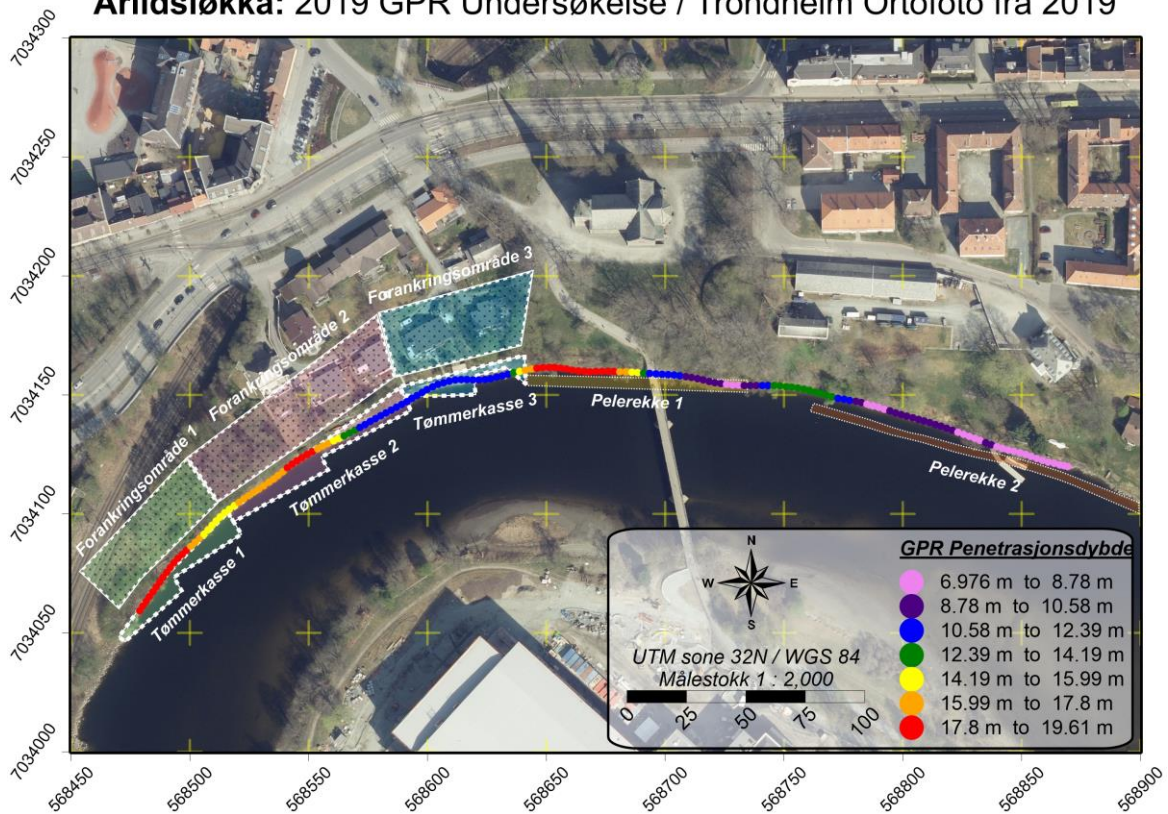 Arildsløkka: 2019 GPR Undersøkelse / Trondheim Ortofoto fra 2019
7034300
7034250
7034200
7034150
7034100
7034050
7034000
Forankringsområde 3
Forankringsområde 2
Forankringsområde 1
Tømmerkasse 3
Tømmerkasse 2
Tømmerkasse 1
Pelerekke 1
Pelerekke 2
N
W E
S
UTM sone 32N / WGS 84
Målestokk 1 : 2,000
0 25 50 75 100
GPR Penetrasjonsdybde
6.976 m to 8.78 m
8.78 m to 10.58 m
10.58 m to 12.39 m
12.39 m to 14.19 m
14.19 m to 15.99 m
15.99 m to 17.8 m
17.8 m to 19.61 m
568450 568500 568550 568600 568650 568700 568750 568800 568850 568900